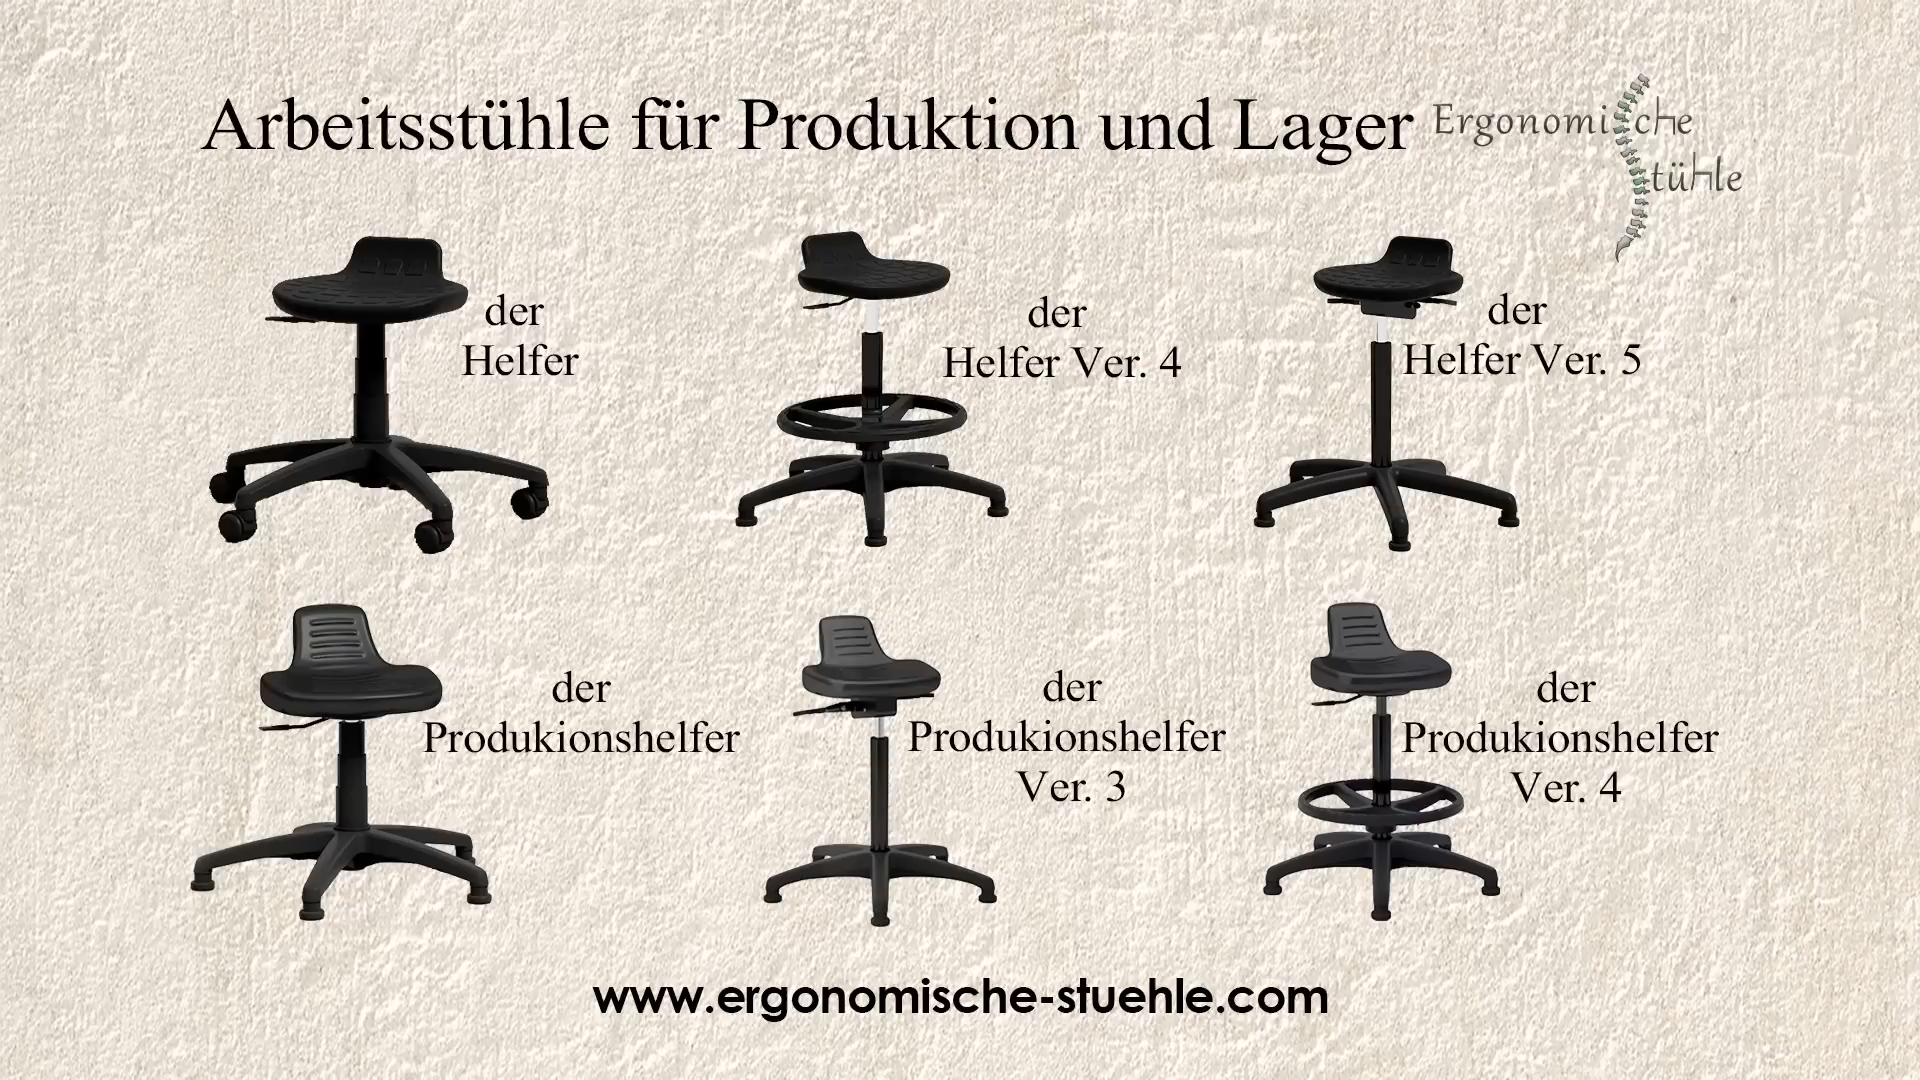 Arbeitsstühle für Produktion und Lager
Ergonomische
Stühle
der
Helfer
der
Helfer Ver. 4
der
Helfer Ver. 5
der
Produkionshelfer
der
Produkionshelfer
Ver. 3
der
Produkionshelfer
Ver. 4
www.ergonomische-stuehle.com